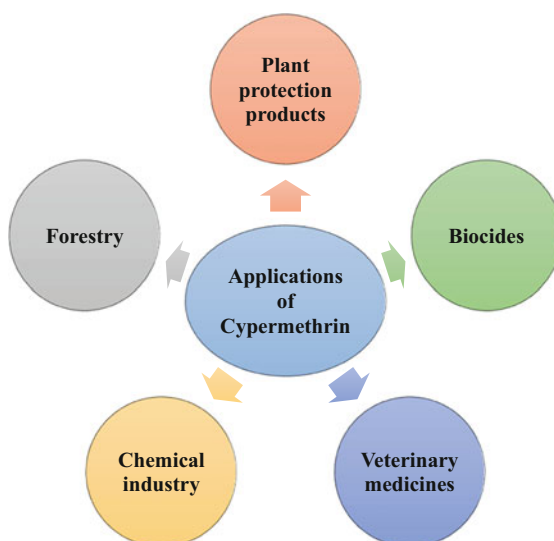 Plant
protection
products
Forestry
Biocides
Applications
of
Cypermethrin
Chemical
industry
Veterinary
medicines